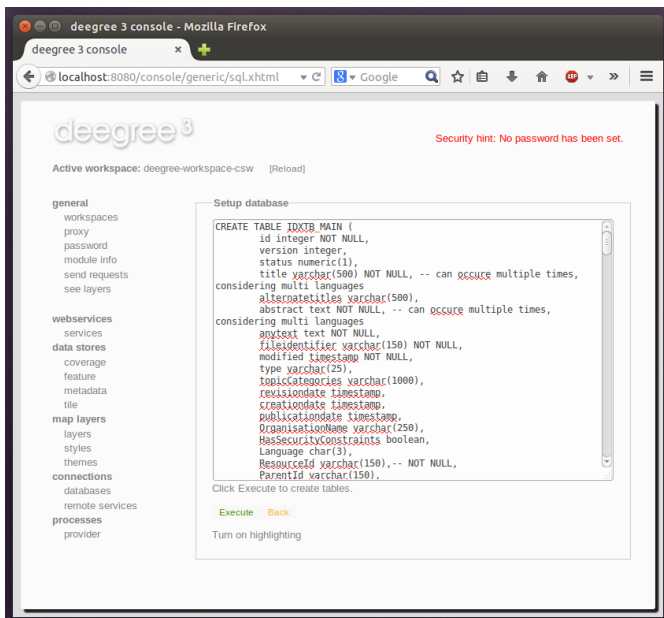 deegree 3 console - Mozilla Firefox
deegree 3 console
localhost:8080/console/generic/sql.xhtml
Google
deegree 3
Security hint: No password has been set.
Active workspace: deegree-workspace-csw [Reload]
general
workspaces
proxy
password
module info
send requests
see layers
webservices
services
data stores
coverage
feature
metadata
tile
map layers
layers
styles
themes
connections
databases
remote services
processes
provider
Setup database
CREATE TABLE IDXTB_MAIN (
id integer NOT NULL,
version integer,
status numeric(1),
title varchar(500) NOT NULL, -- can occure multiple times,
considering multi languages
alternatetitles varchar(500),
abstract text NOT NULL, -- can occure multiple times,
considering multi languages
anytext text NOT NULL,
fileidentifier varchar(150) NOT NULL,
modified timestamp NOT NULL,
type varchar(25),
topicCategories varchar(1000),
revisiondate timestamp,
creationdate timestamp,
publicationdate timestamp,
OrganisationName varchar(250),
HasSecurityConstraints boolean,
Language char(3),
ResourceId varchar(150),-- NOT NULL,
ParentId varchar(150),
Click Execute to create tables.
Execute Back
Turn on highlighting